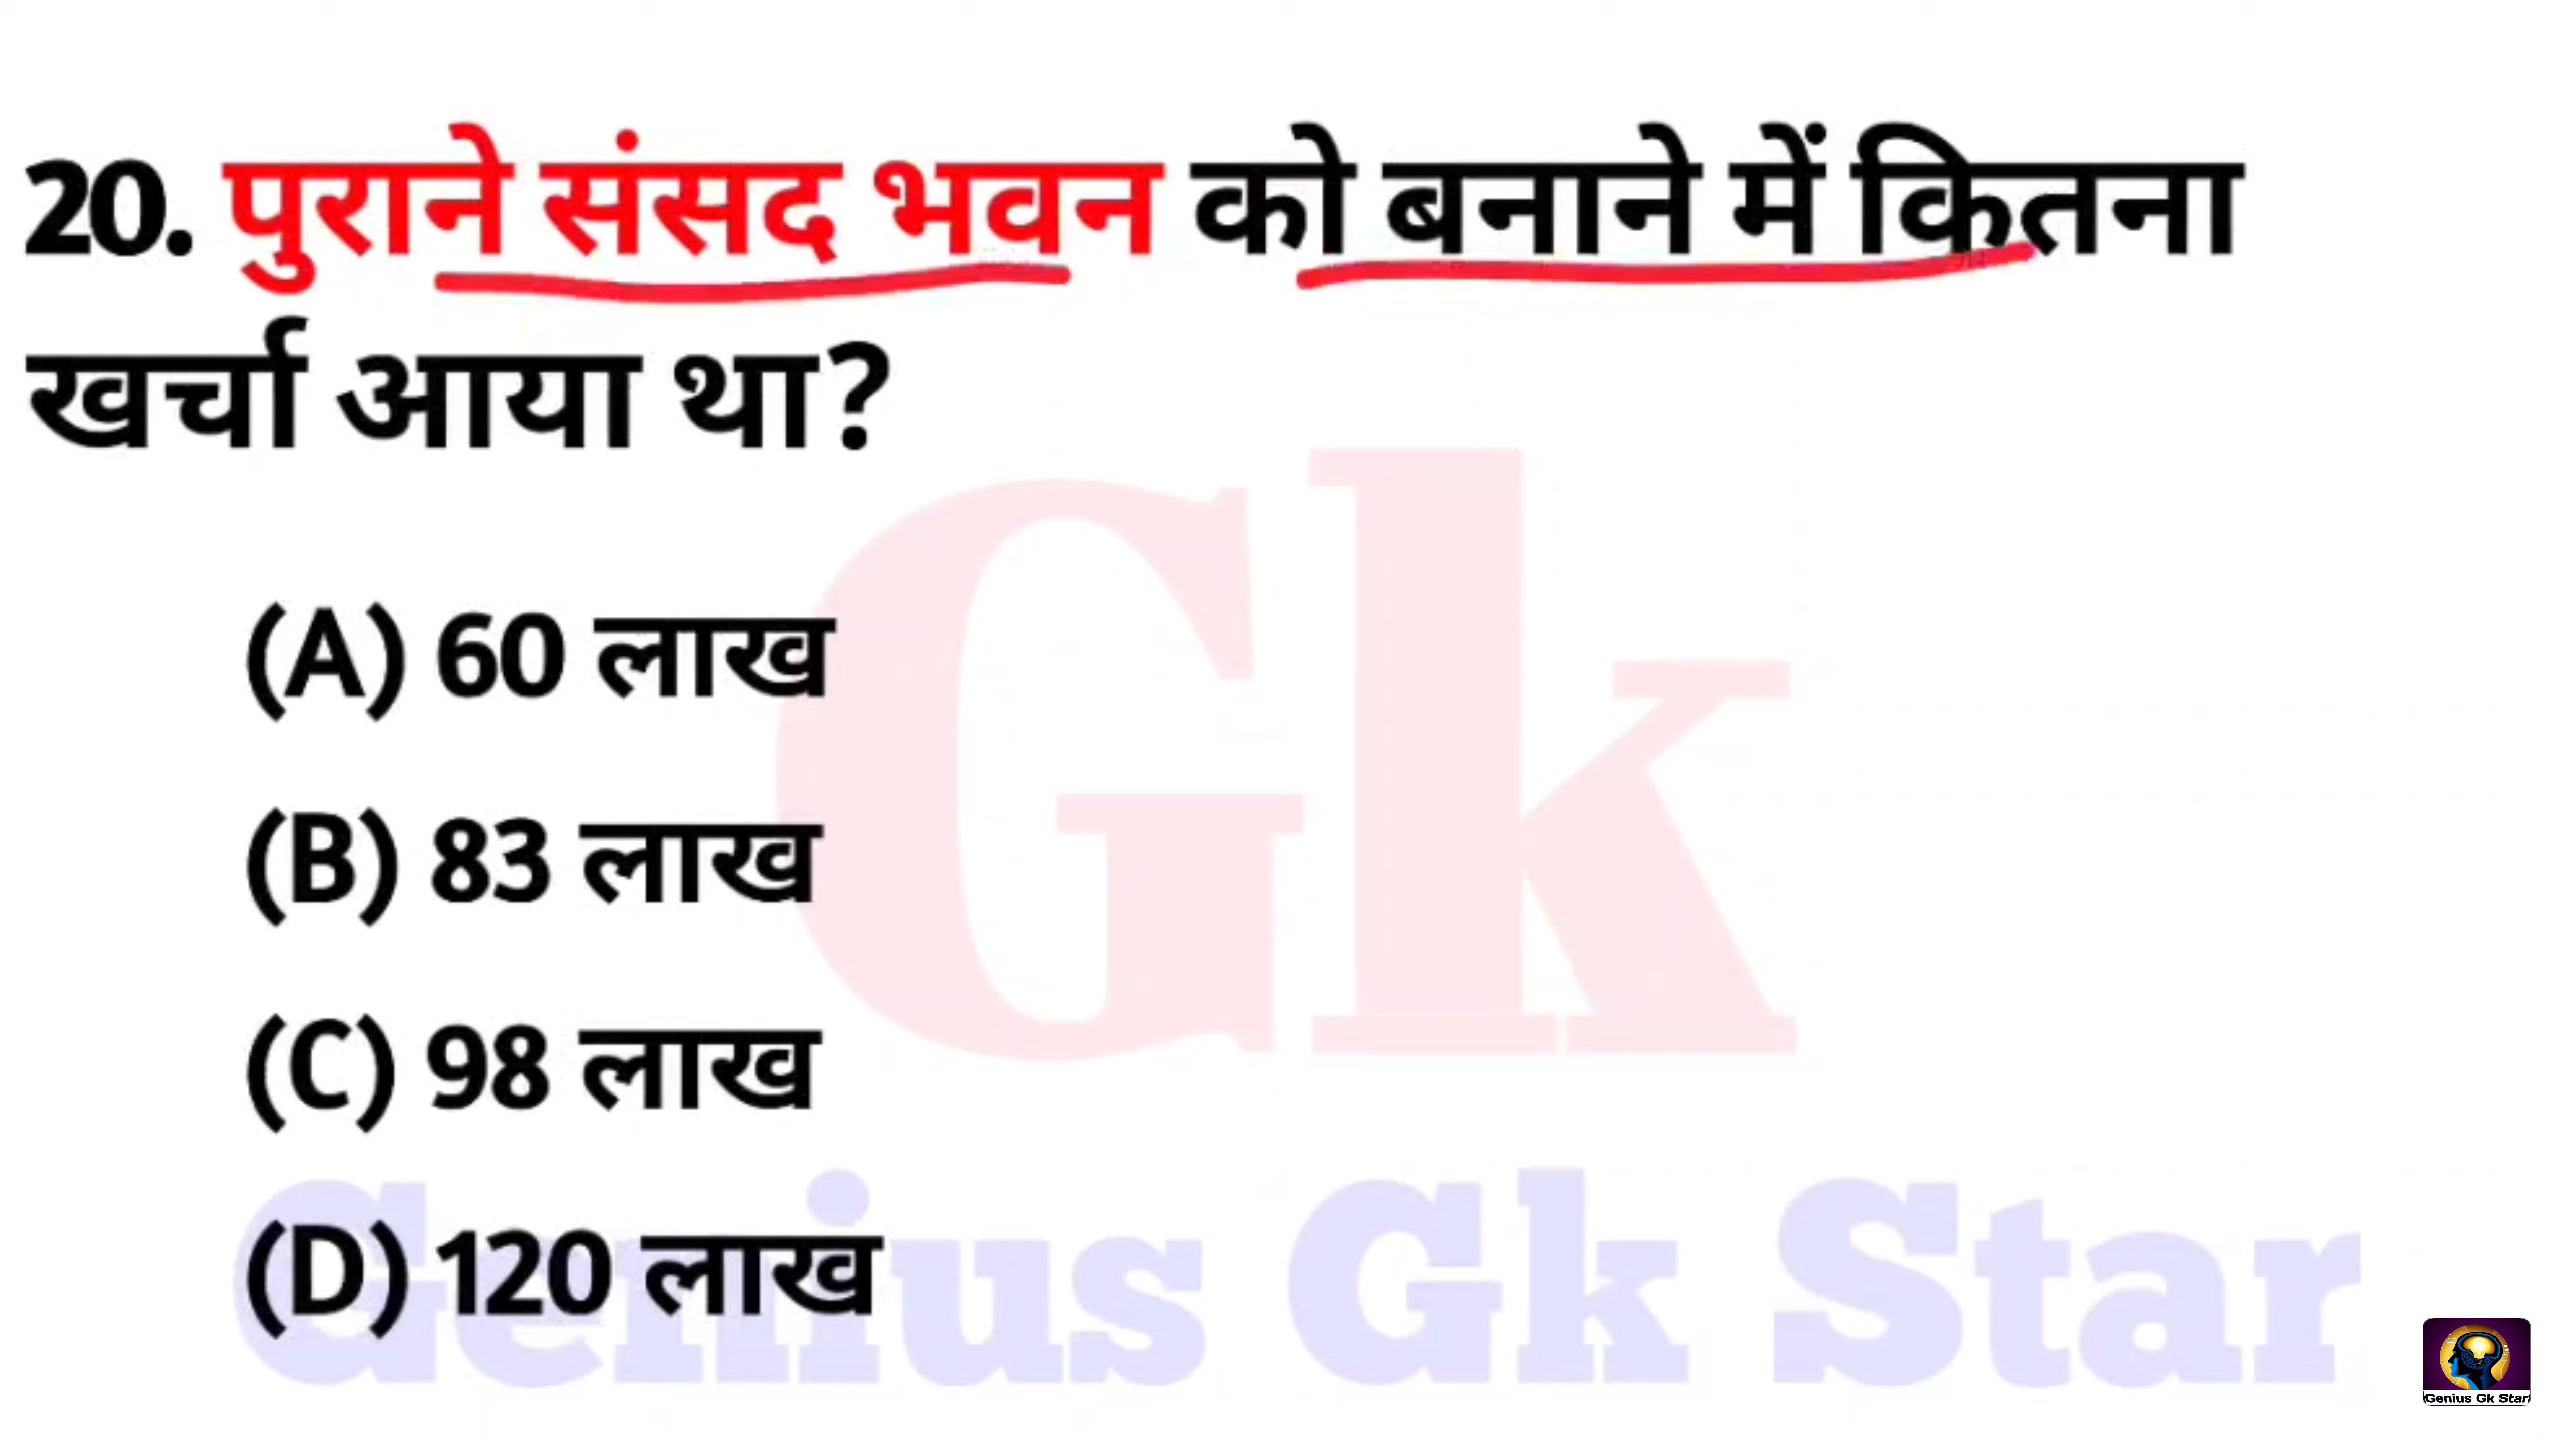 20. पुराने संसद भवन को बनाने में कितना
खर्चा आया था?
Gk
(A) 60 लाख
(B) 83 लाख
(C) 98 लाख
(D) 120 लाख
Genius Gk Star
Genius Gk Star